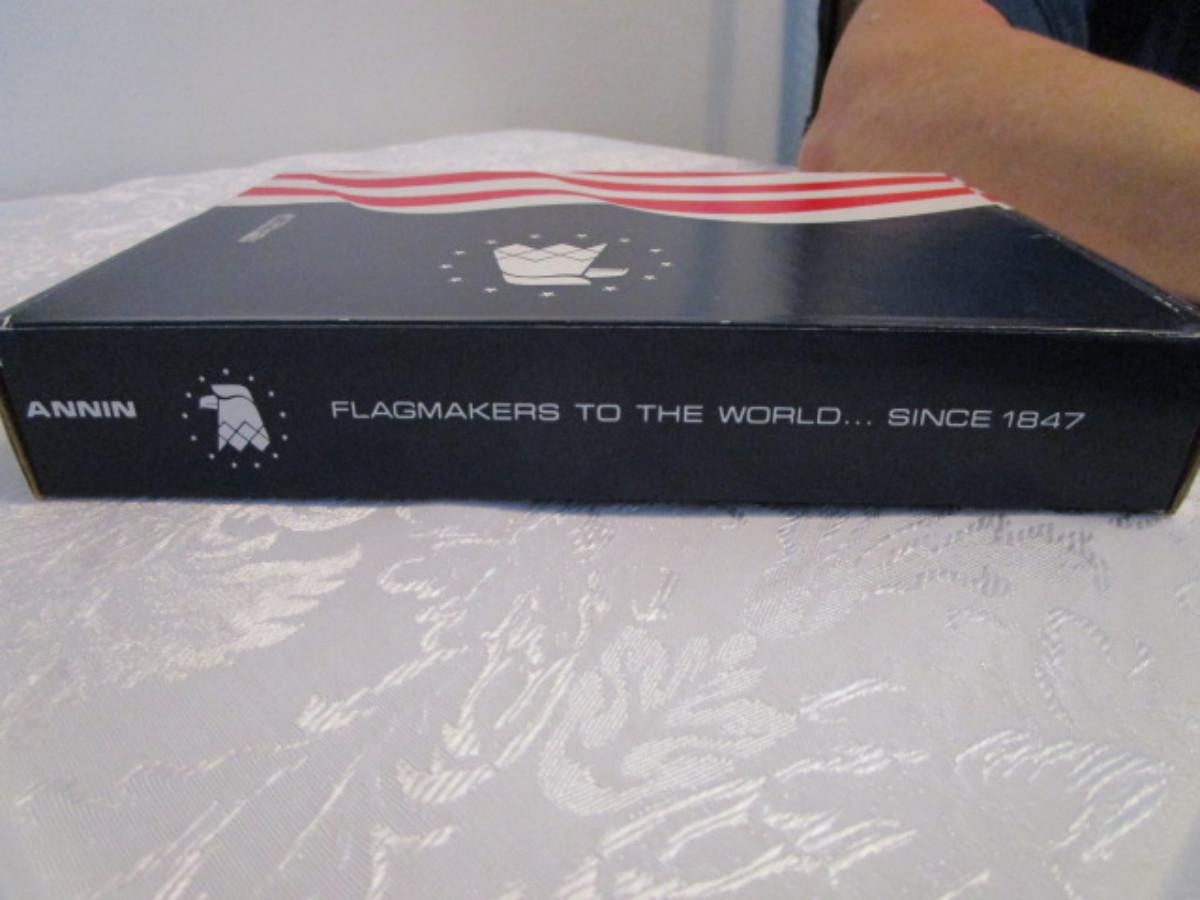 ANNIN FLAGMAKERS TO THE WORLD... SINCE 1847